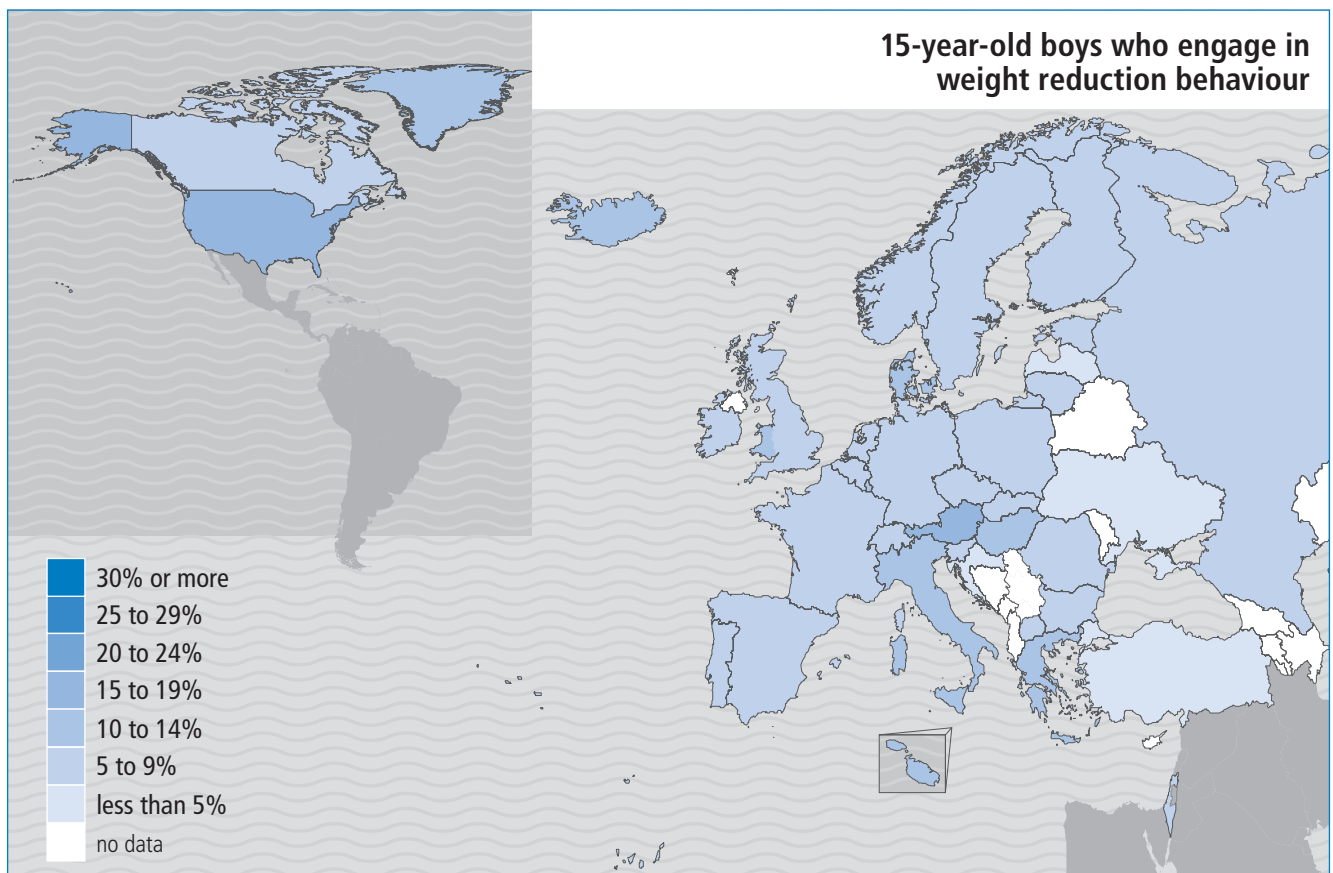 15-year-old boys who engage in
weight reduction behaviour
30% or more
25 to 29%
20 to 24%
15 to 19%
10 to 14%
5 to 9%
less than 5%
no data